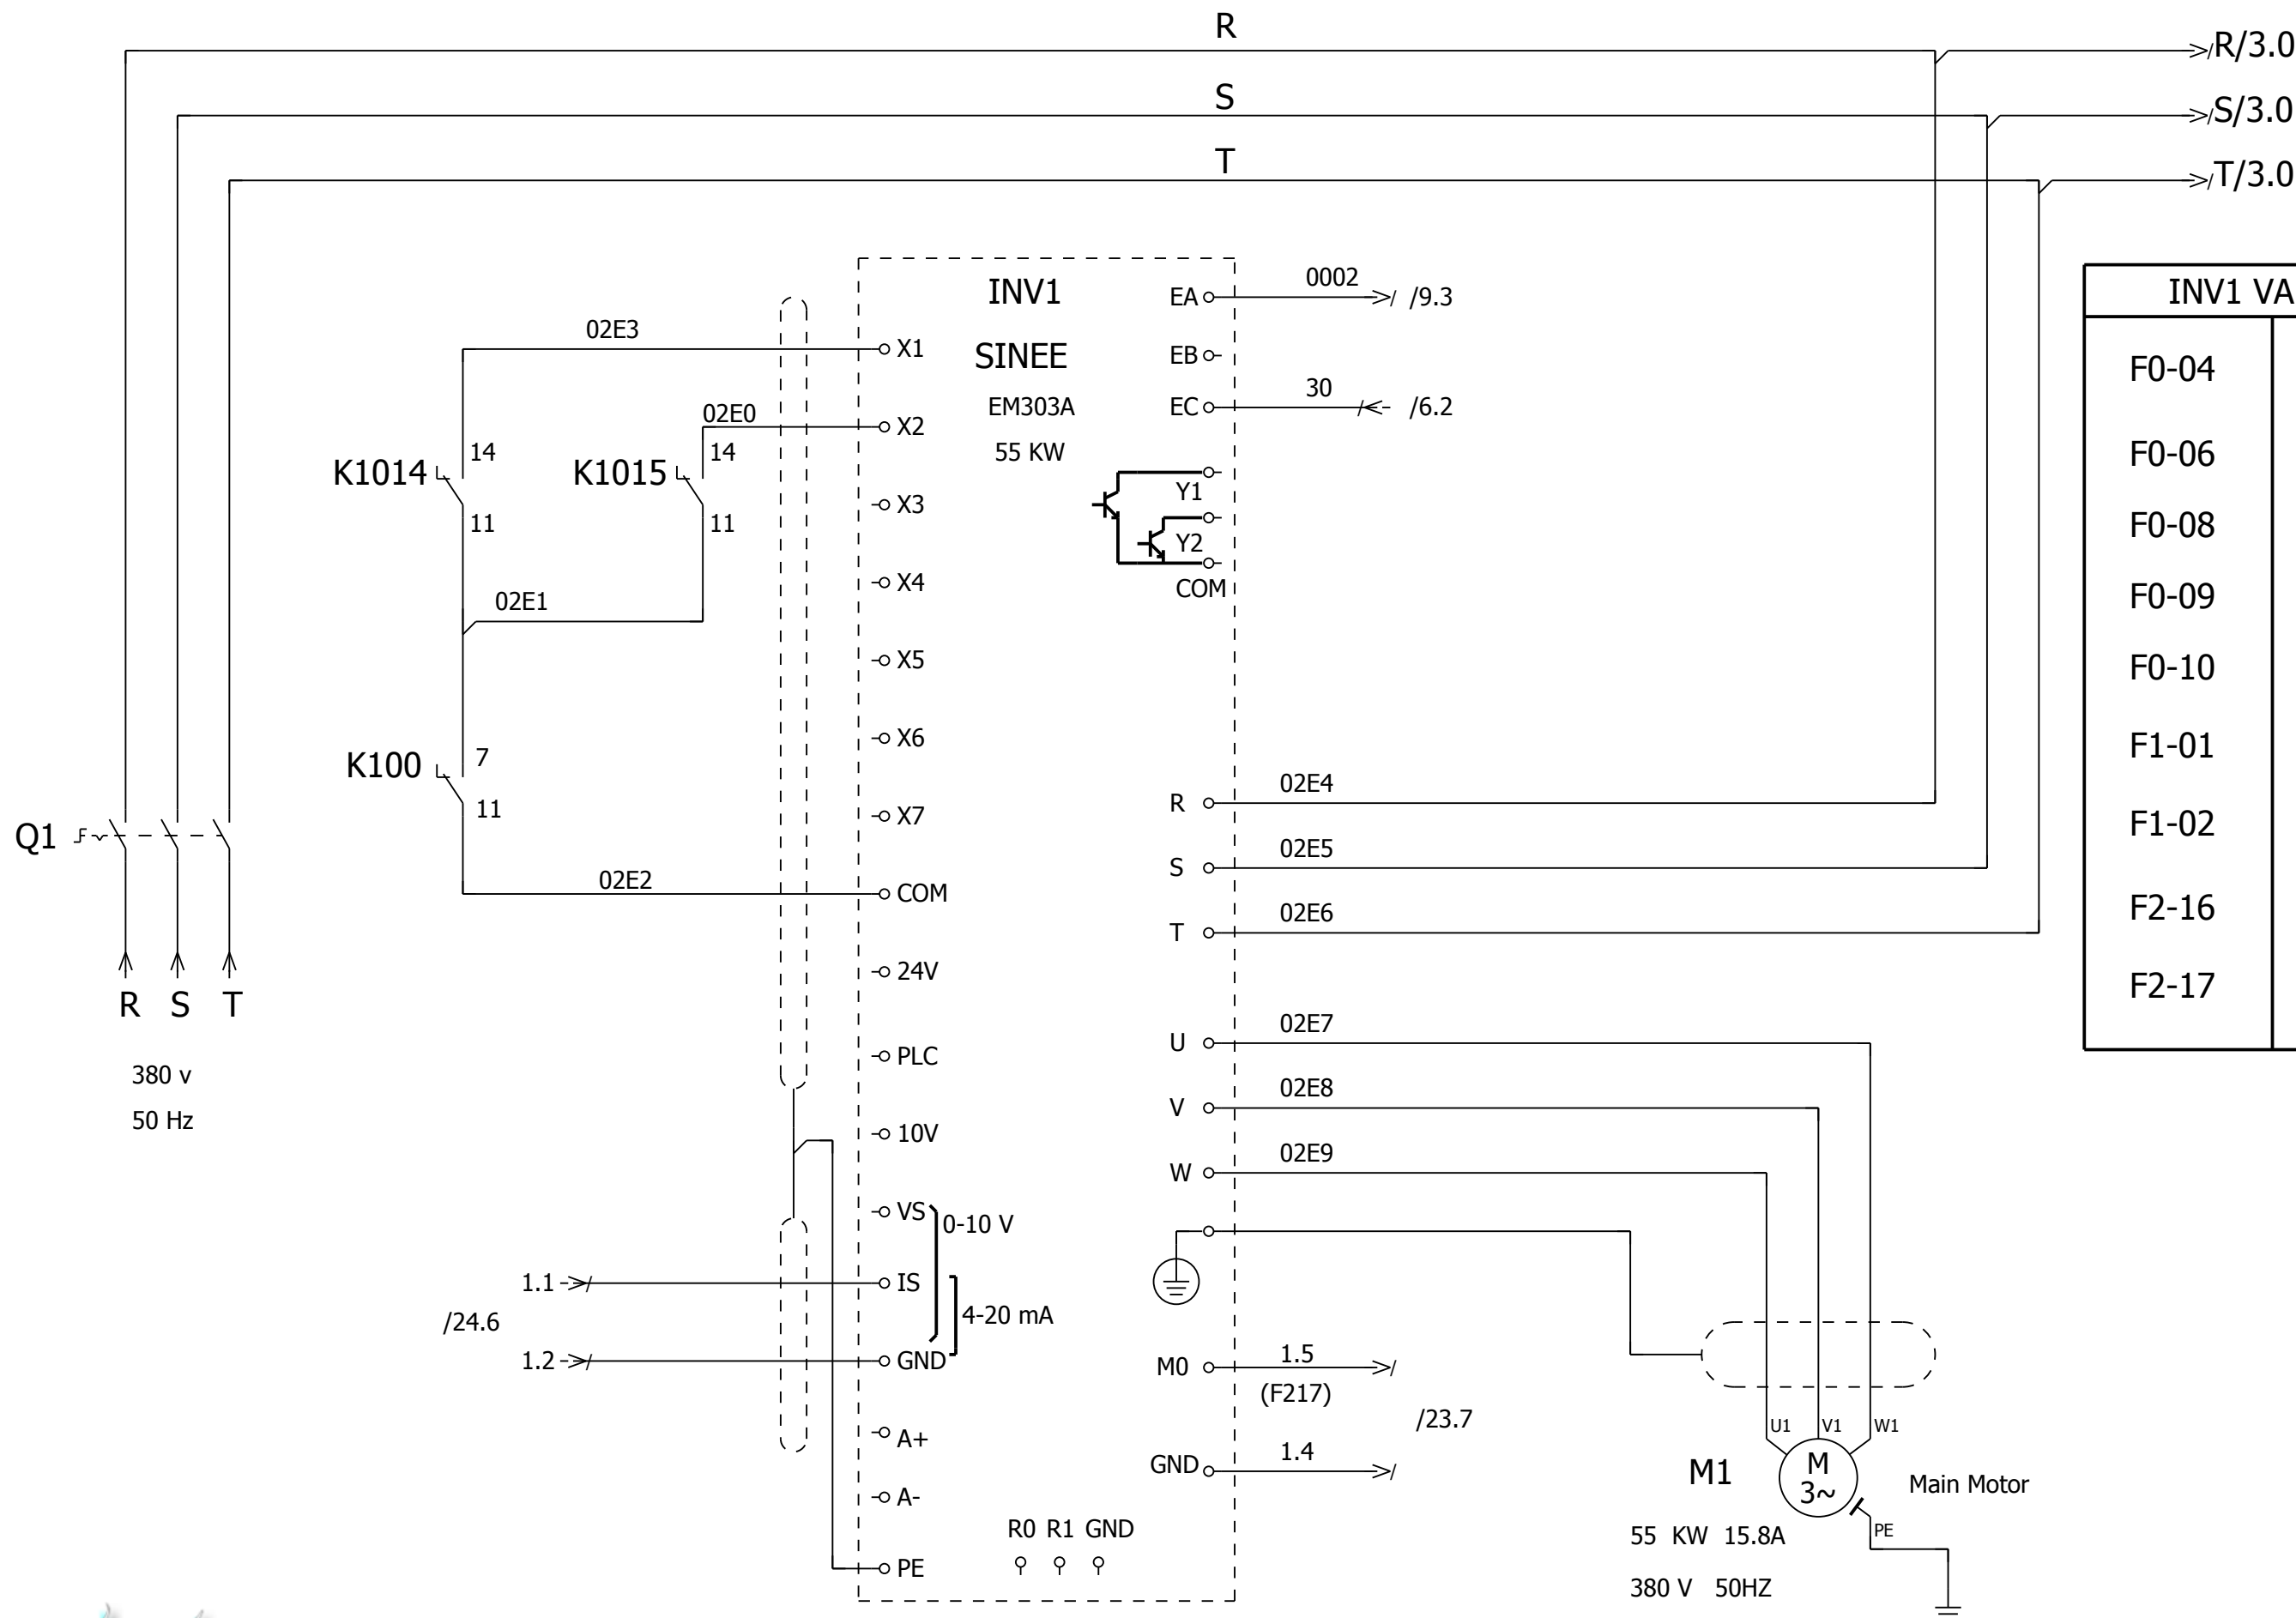 R
R/3.0
S
S/3.0
T
T/3.0
INV1
SINEE
EM303A
55 KW
EA
0002
/9.3
EB
EC
30
/6.2
Y1
Y2
COM
02E3
X1
02E0
X2
K1014
14
11
K1015
14
11
X3
X4
02E1
X5
X6
K100
7
11
X7
02E2
COM
24V
PLC
10V
VS
0-10 V
1.1
IS
/24.6
4-20 mA
1.2
GND
A+
A-
PE
R0 R1 GND
Q1
R S T
380 v
50 Hz
R
02E4
S
02E5
T
02E6
U
02E7
V
02E8
W
02E9
M0
1.5
(F217)
/23.7
GND
1.4
U1
V1
W1
M1
M
3~
Main Motor
PE
55 KW 15.8A
380 V 50HZ
INV1 VA
F0-04
F0-06
F0-08
F0-09
F0-10
F1-01
F1-02
F2-16
F2-17